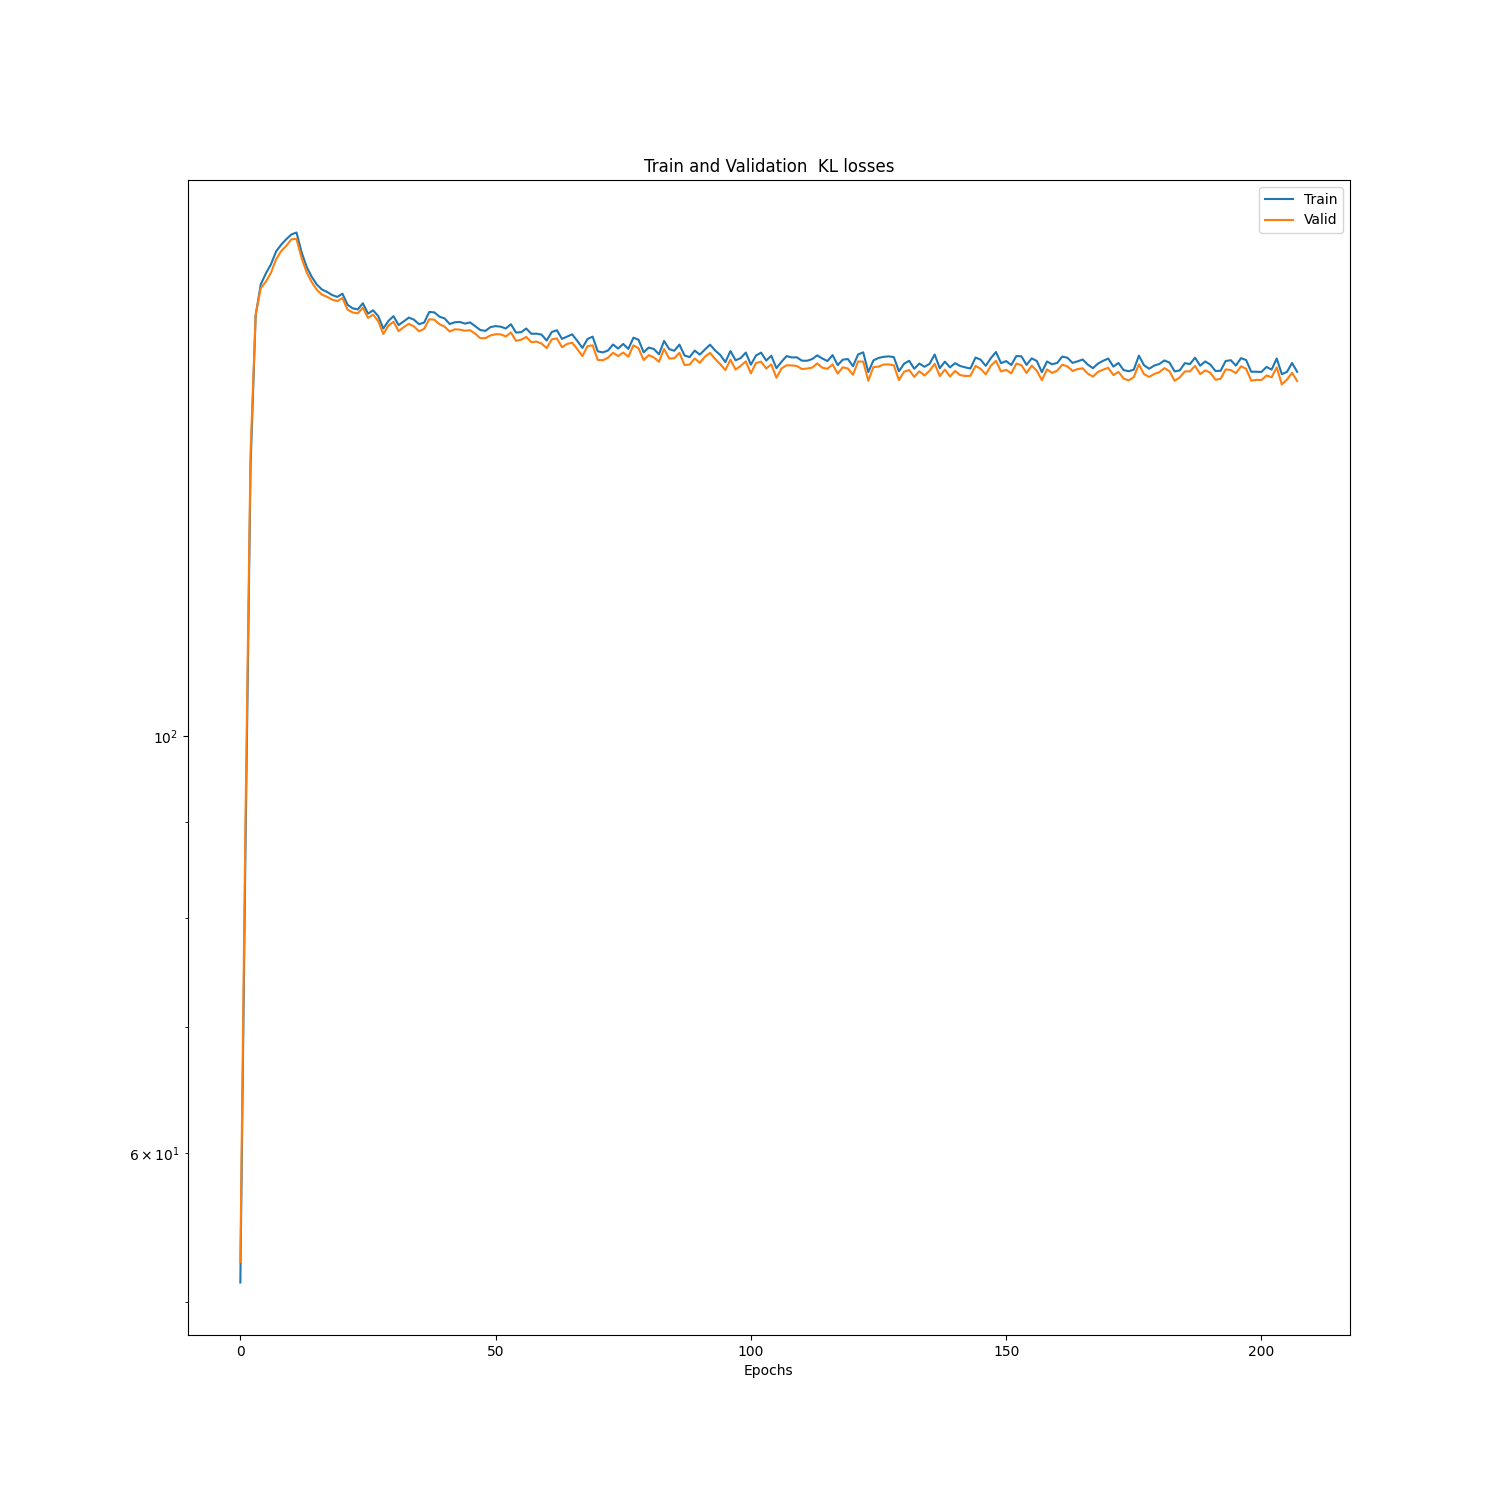 Train and Validation  KL losses
Train
Valid
10²
6 × 10¹
0 50 100 150 200
Epochs